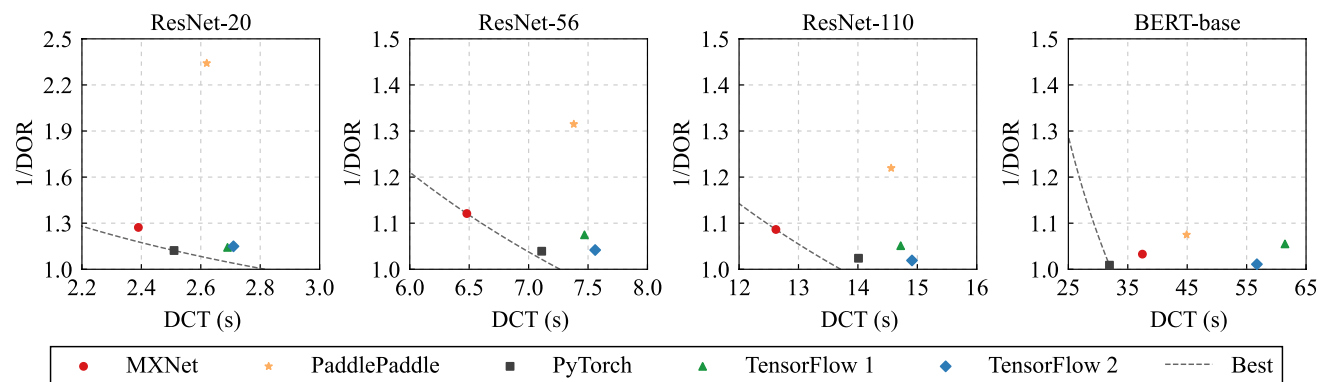 ResNet-20
ResNet-56
ResNet-110
BERT-base
1/DOR
2.5
2.2
1.9
1.6
1.3
1.0
2.2
2.4
2.6
2.8
3.0
DCT (s)
1/DOR
1.5
1.4
1.3
1.2
1.1
1.0
6.0
6.5
7.0
7.5
8.0
DCT (s)
1/DOR
1.5
1.4
1.3
1.2
1.1
1.0
12
13
14
15
16
DCT (s)
1/DOR
1.5
1.4
1.3
1.2
1.1
1.0
25
35
45
55
65
DCT (s)
MXNet
PaddlePaddle
PyTorch
TensorFlow 1
TensorFlow 2
Best